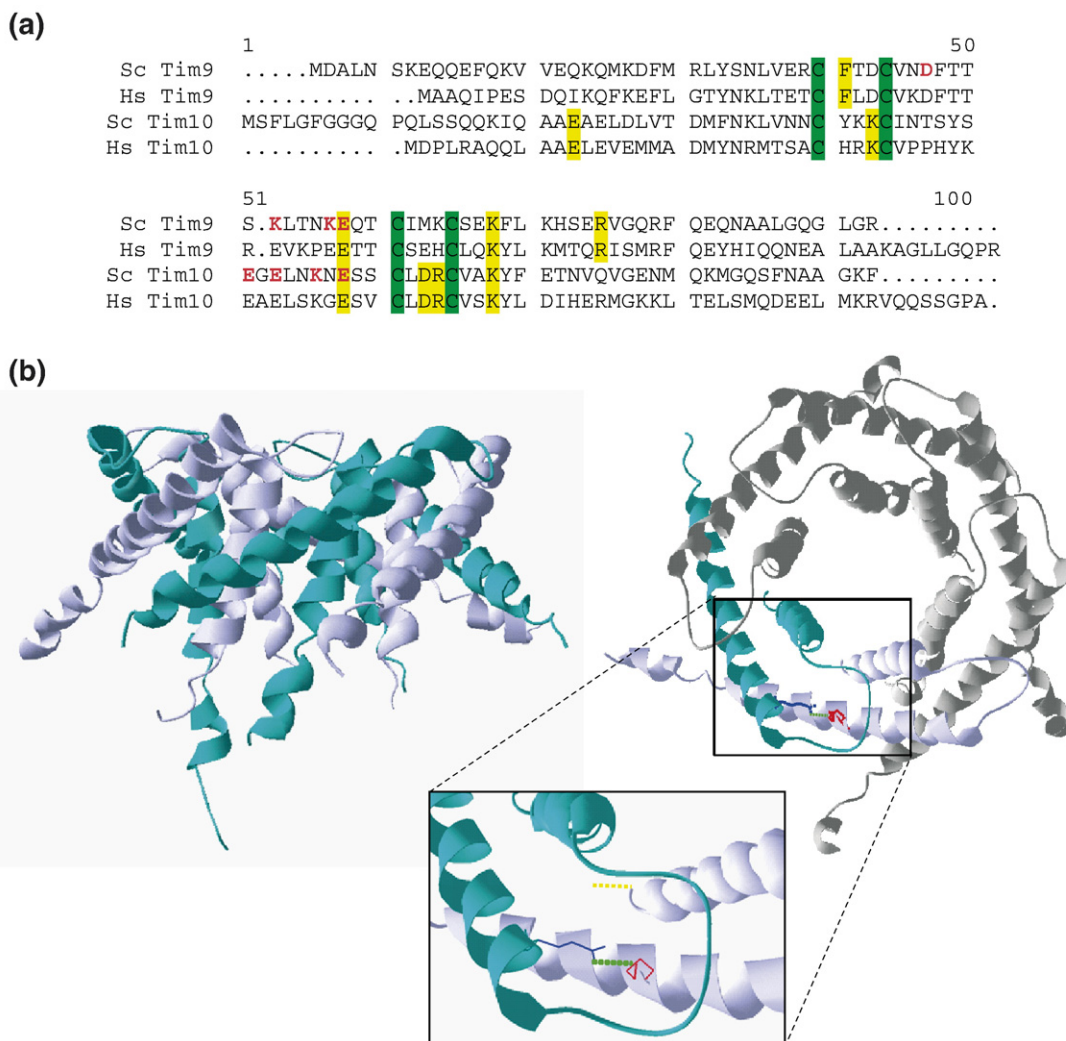 (a)
1 50
Sc Tim9 .....MDALN SKEQQEFQKV VEQKQMKDFM RLYSNLVERC FTDCVNDFTT
Hs Tim9 ..........MAAQIPESD QIKQFKEFL GTYNKLTETC FLDCVKDFTT
Sc Tim10 MSFLGFGGGQ PQLSSQQKIQ AAEAELDLVT DMFNKLVNNC YKKCINTSYS
Hs Tim10 .......... ..MDPLRAQQL AAELEVEMMA DMYNRMTSAC HRKCVPPHYK
51 100
Sc Tim9 S.KLTNKEQT CIMKCSEKFL KHSERVGQRF QEQNAALGQG LGR.......
Hs Tim9 R.EVKPEETT CSEHCLQKYL KMTQRISMRF QEYHIQQNEA LAAKAGLLGQPR
Sc Tim10 EGELNKNESS CLDRCVAKYF ETNVQVGENM QKMGQSFNAA GKF........
Hs Tim10 EAELSKGESV CLDRCVSKYL DIHERMGKKL TELSMQDEEL MKRVQQSSGPA.
(b)